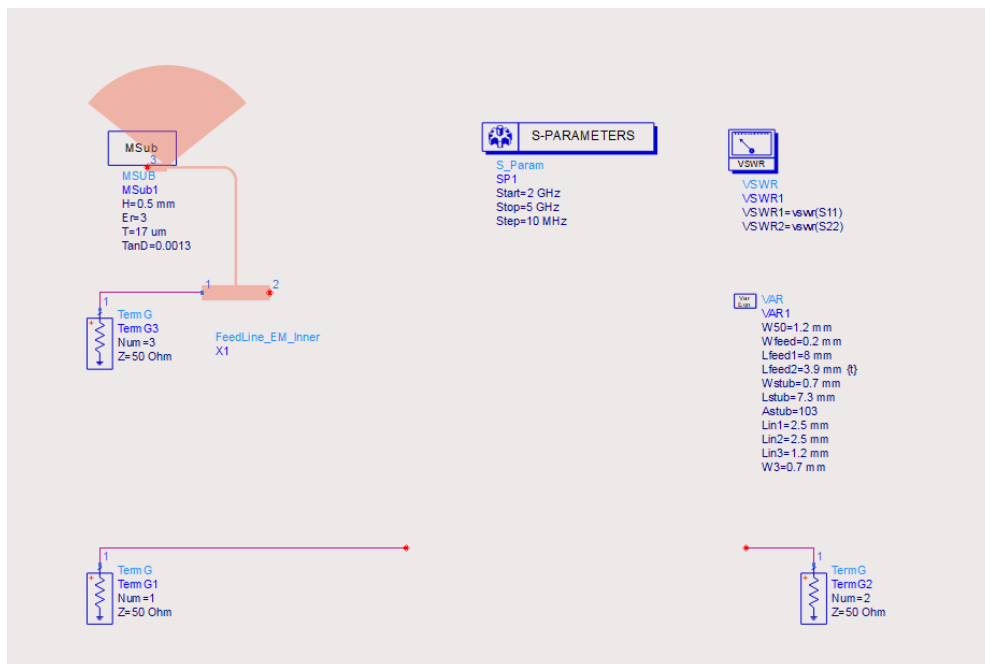 MSub
3
MSUB
MSub1
H=0.5 mm
Er=3
T=17 um
TanD=0.0013
S-PARAMETERS
S_Param
SP1
Start=2 GHz
Stop=5 GHz
Step=10 MHz
VSWR
VSWR
VSWR1
VSWR1=vswr(S11)
VSWR2=vswr(S22)
1
2
1
TermG
TermG3
Num=3
Z=50 Ohm
FeedLine_EM_Inner
X1
Var
Eqn
VAR
VAR1
W50=1.2 mm
Wfeed=0.2 mm
Lfeed1=8 mm
Lfeed2=3.9 mm {t}
Wstub=0.7 mm
Lstub=7.3 mm
Astub=103
Lin1=2.5 mm
Lin2=2.5 mm
Lin3=1.2 mm
W3=0.7 mm
1
TermG
TermG1
Num=1
Z=50 Ohm
1
TermG
TermG2
Num=2
Z=50 Ohm